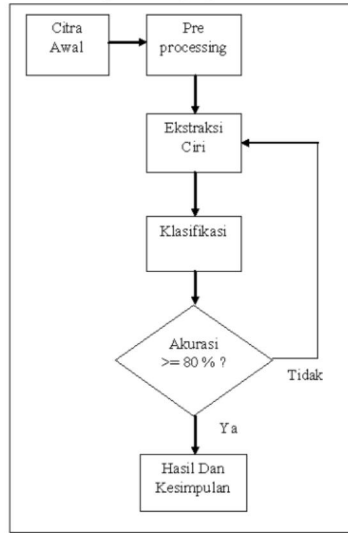 Citra
Awal
Pre
processing
Ekstraksi
Ciri
Klasifikasi
Akurasi
>= 80 % ?
Tidak
Ya
Hasil Dan
Kesimpulan